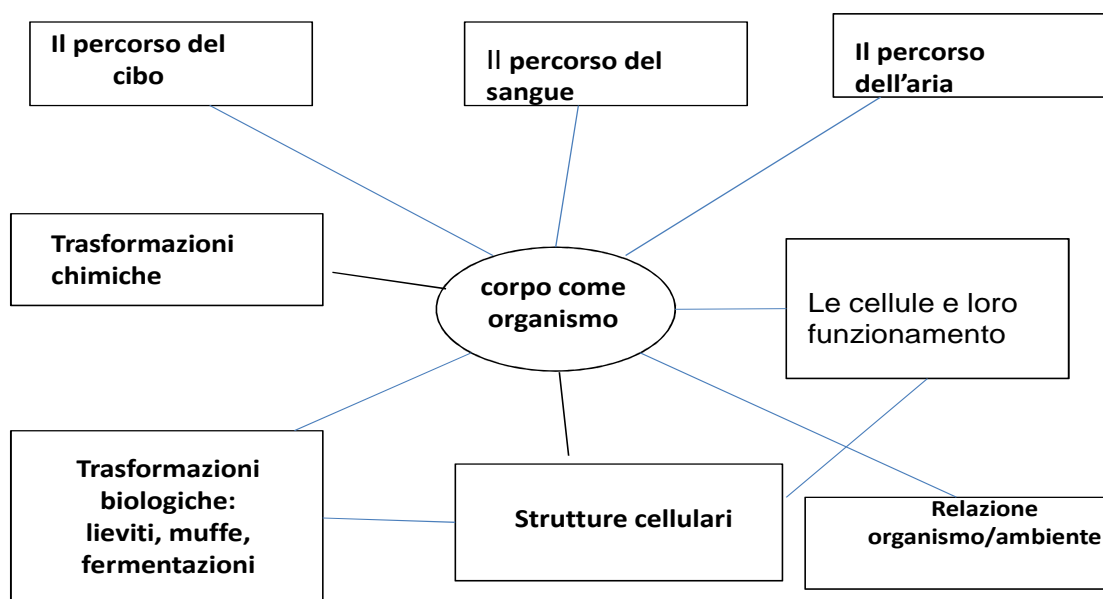 Il percorso del
cibo
Il percorso del
sangue
Il percorso
dell'aria
Trasformazioni
chimiche
corpo come
organismo
Le cellule e loro
funzionamento
Trasformazioni
biologiche:
lieviti, muffe,
fermentazioni
Strutture cellulari
Relazione
organismo/ambiente